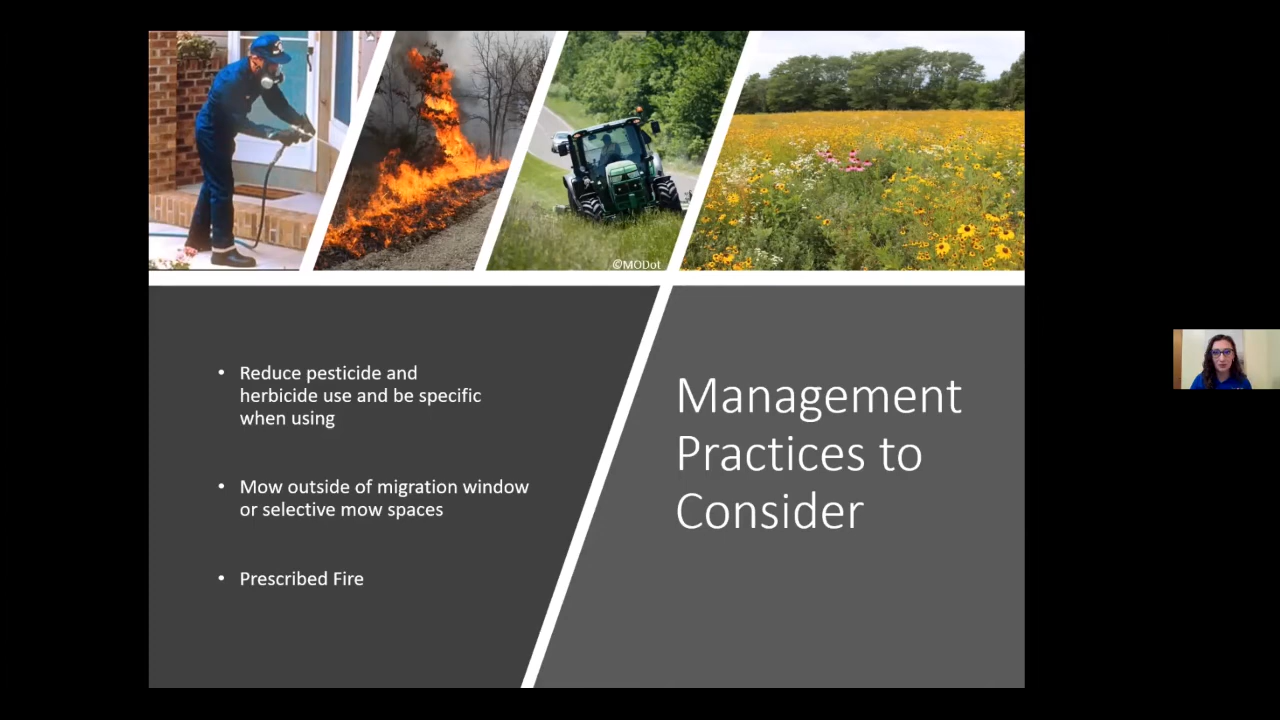 ©MODot
• Reduce pesticide and
herbicide use and be specific
when using
• Mow outside of migration window
or selective mow spaces
• Prescribed Fire
Management
Practices to
Consider